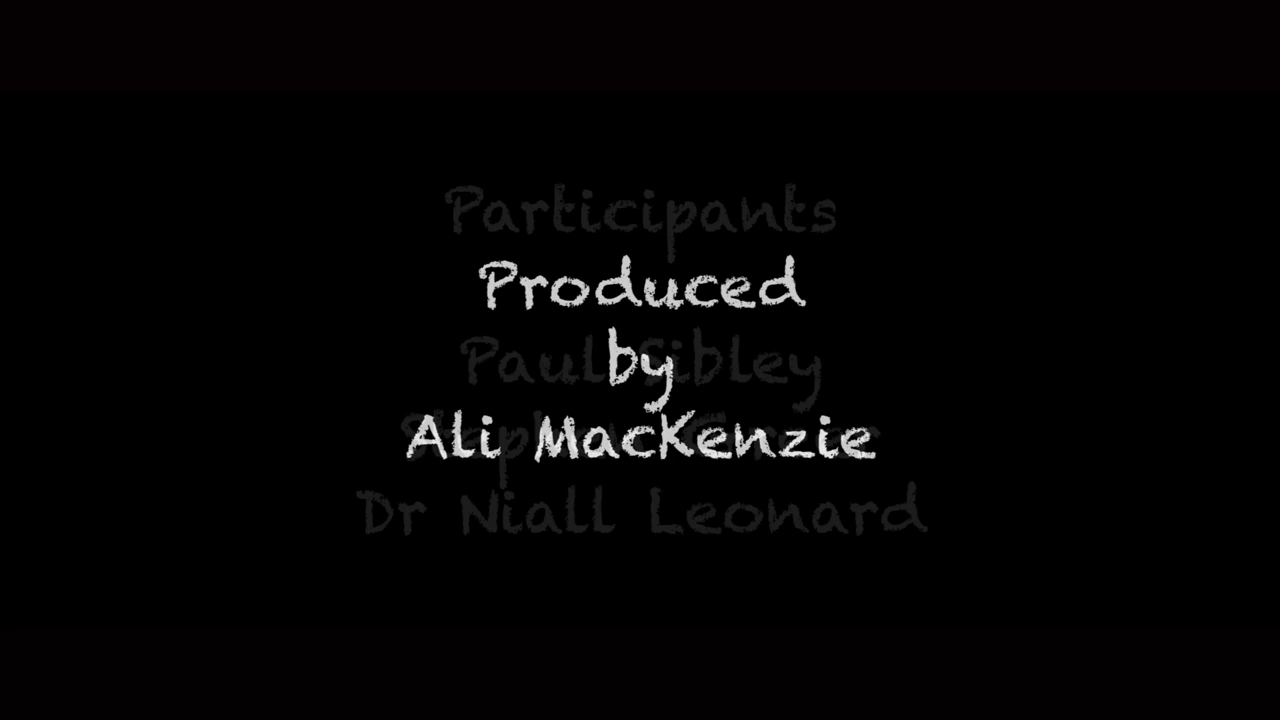 Participants
Produced
by
Paul Sibley
Ali MacKenzie
Dr Niall Leonard